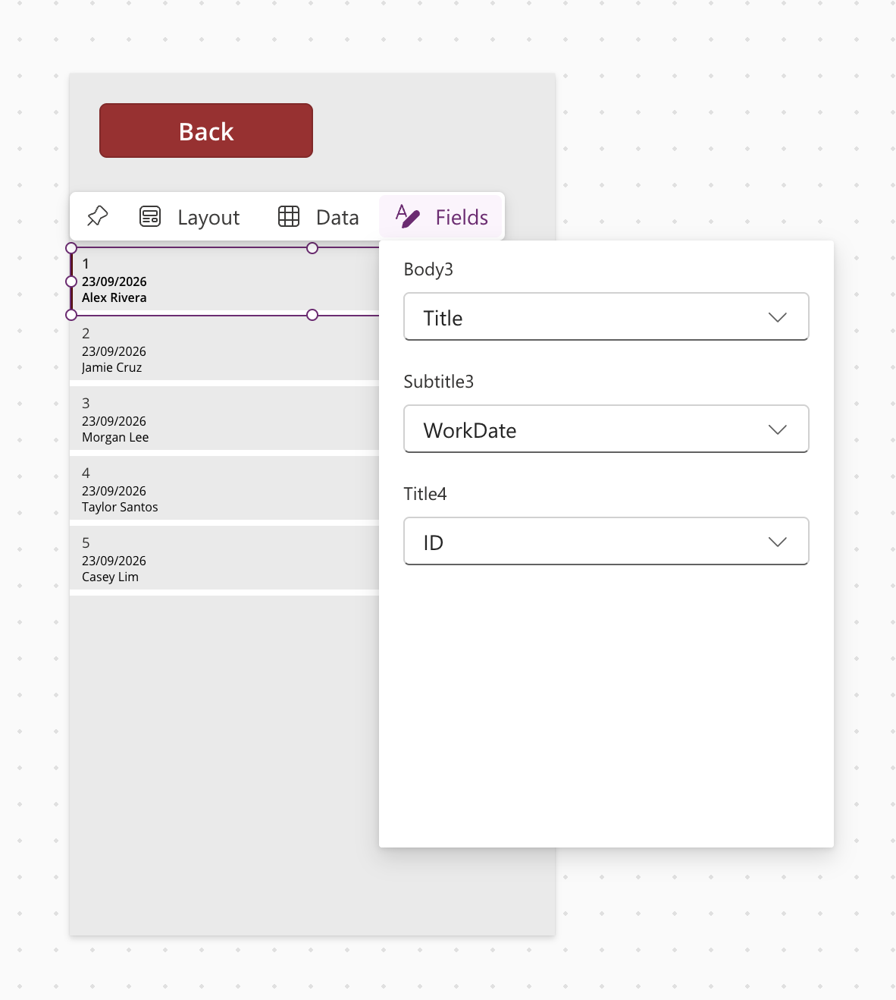 Back
Layout Data Fields
1
23/09/2026
Alex Rivera
2
23/09/2026
Jamie Cruz
3
23/09/2026
Morgan Lee
4
23/09/2026
Taylor Santos
5
23/09/2026
Casey Lim
Body3
Title
Subtitle3
WorkDate
Title4
ID